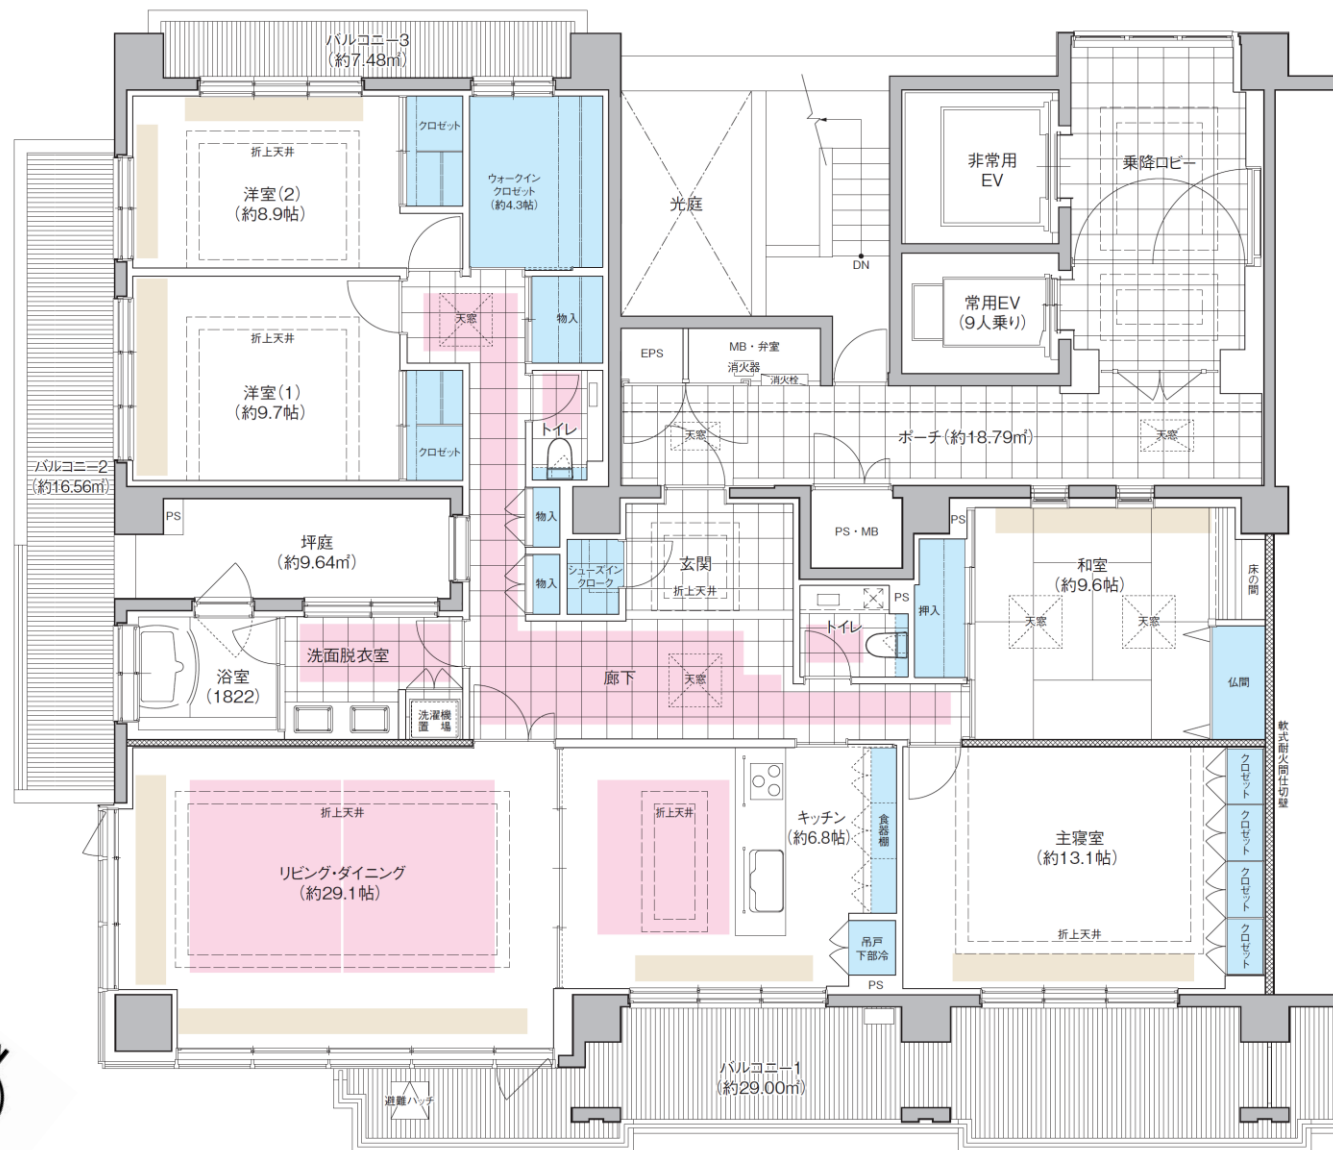 バルコニー3
(約7.48㎡)
クロゼット
折上天井
洋室(2)
(約8.9帖)
ウォークイン
クロゼット
(約4.3帖)
光庭
DN
非常用
EV
乗降ロビー
常用EV
(9人乗り)
天窓
物入
折上天井
洋室(1)
(約9.7帖)
クロゼット
トイレ
EPS
MB・弁室
消火器
消火栓
天窓
ポーチ(約18.79㎡)
天窓
バルコニー2
(約16.56㎡)
PS
坪庭
(約9.64㎡)
物入
物入
シューズイン
クローク
玄関
折上天井
PS・MB
PS
和室
(約9.6帖)
床の間
天窓
天窓
押入
PS
トイレ
仏間
浴室
(1822)
洗面脱衣室
洗濯機
置場
廊下
天窓
軟式耐火間仕切壁
折上天井
リビング・ダイニング
(約29.1帖)
折上天井
キッチン
(約6.8帖)
食器棚
吊戸
下部冷
PS
主寝室
(約13.1帖)
折上天井
クロゼット
クロゼット
クロゼット
クロゼット
バルコニー1
(約29.00㎡)
避難ハッチ